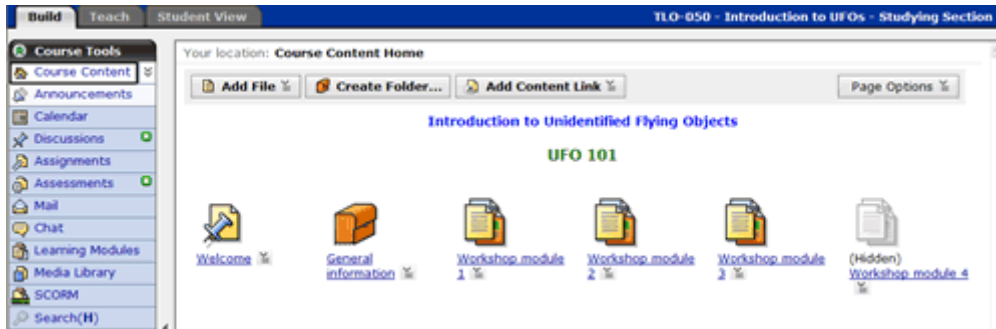 Build Teach Student View TLO-050 - Introduction to UFOs - Studying Section
Course Tools
Course Content
Announcements
Calendar
Discussions
Assignments
Assessments
Mail
Chat
Learning Modules
Media Library
SCORM
Search(H)
Your location: Course Content Home
Add File Create Folder... Add Content Link Page Options
Introduction to Unidentified Flying Objects
UFO 101
Welcome
General
information
Workshop module
1
Workshop module
2
Workshop module
3
(Hidden)
Workshop module 4